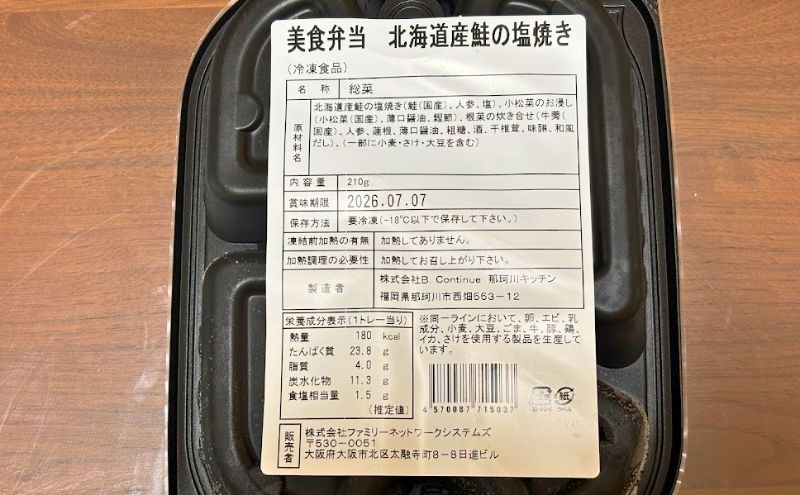 美食弁当　北海道産鮭の塩焼き
（冷凍食品）
名　称　総菜
原材料名
北海道産鮭の塩焼き（鮭（国産）、人参、塩）、小松菜のお浸し
（小松菜（国産）、薄口醤油、鰹節）、根菜の炊き合せ（牛蒡（
国産）、人参、蓮根、薄口醤油、粗糖、酒、干椎茸、味醂、和風
だし）、（一部に小麦・さけ・大豆を含む）
内容量　210g
賞味期限　2026.07.07
保存方法　要冷凍（-18℃以下で保存して下さい。）
凍結前加熱の有無　加熱してありません。
加熱調理の必要性　加熱してお召し上がり下さい。
製造者
株式会社B. Continue　那珂川キッチン
福岡県那珂川市西畑563-12
栄養成分表示（1トレー当り）
熱量　180　kcal
たんぱく質　23.8　g
脂質　4.0　g
炭水化物　11.3　g
食塩相当量　1.5　g
（推定値）
※同一ラインにおいて、卵、エビ、乳
成分、小麦、大豆、ごま、牛、豚、鶏、
イカ、さけを使用する製品を生産して
います。
4 570087 715037
紙
ラベル
販売者
株式会社ファミリーネットワークシステムズ
〒530-0051
大阪府大阪市北区太融寺町8-8日進ビル